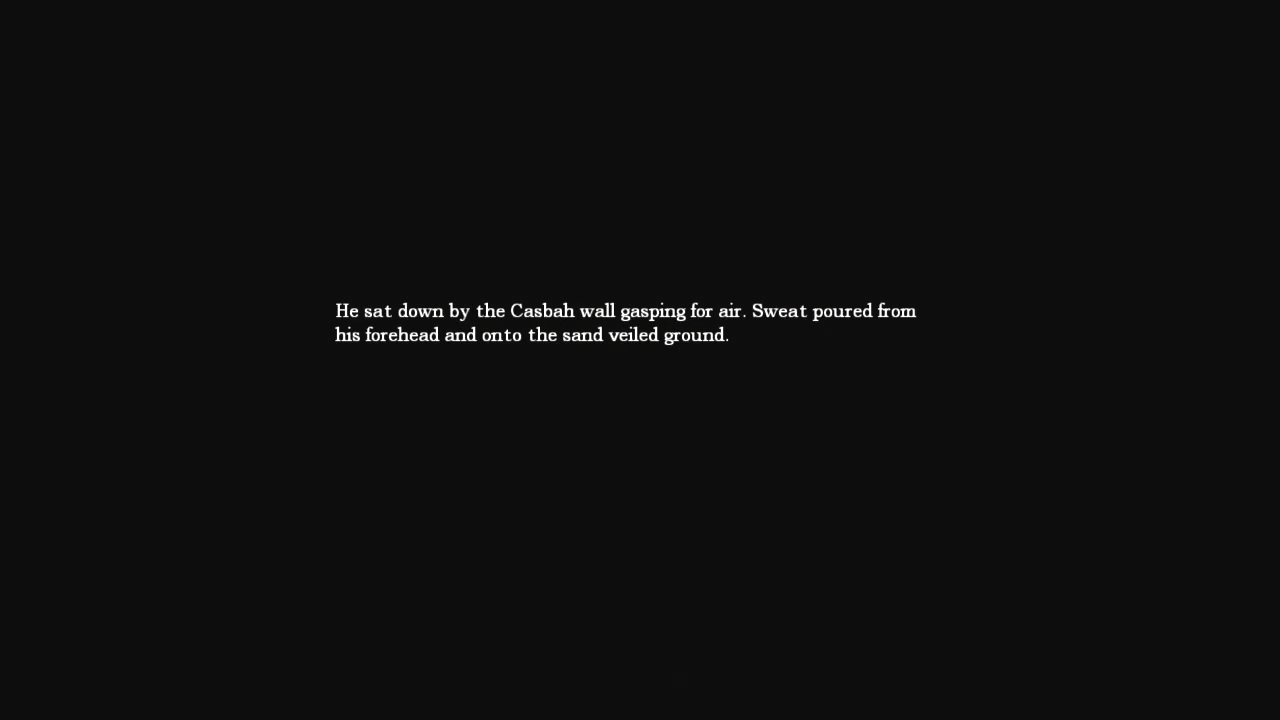 He sat down by the Casbah wall gasping for air. Sweat poured from
his forehead and onto the sand veiled ground.